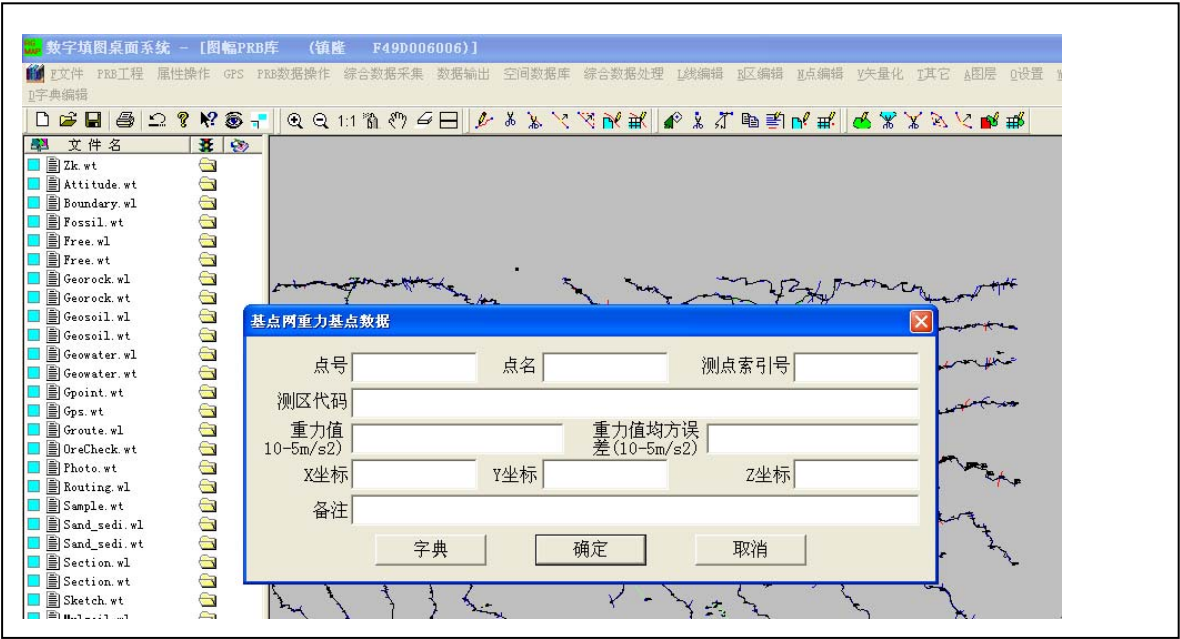 数字填图桌面系统 - [图幅PRB库 (镇隆 F49D006006)]
F文件 PRB工程 属性操作 GPS PRB数据操作 综合数据采集 数据输出 空间数据库 综合数据处理 L线编辑 R区编辑 N点编辑 V矢量化 T其它 A图层 O设置
D字典编辑
1:1
文件名
Zk.wt
Attitude.wt
Boundary.wl
Fossil.wt
Free.wl
Free.wt
Georock.wl
Georock.wt
Geosoil.wl
Geosoil.wt
Geowater.wl
Geowater.wt
Gpoint.wt
Gps.wt
Groute.wl
OreCheck.wt
Photo.wt
Routing.wl
Sample.wt
Sand_sedi.wl
Sand_sedi.wt
Section.wl
Section.wt
Sketch.wt
基点网重力基点数据
点号 点名 测点索引号
测区代码
重力值 重力值均方误
10-5m/s2) 差(10-5m/s2)
X坐标 Y坐标 Z坐标
备注
字典 确定 取消